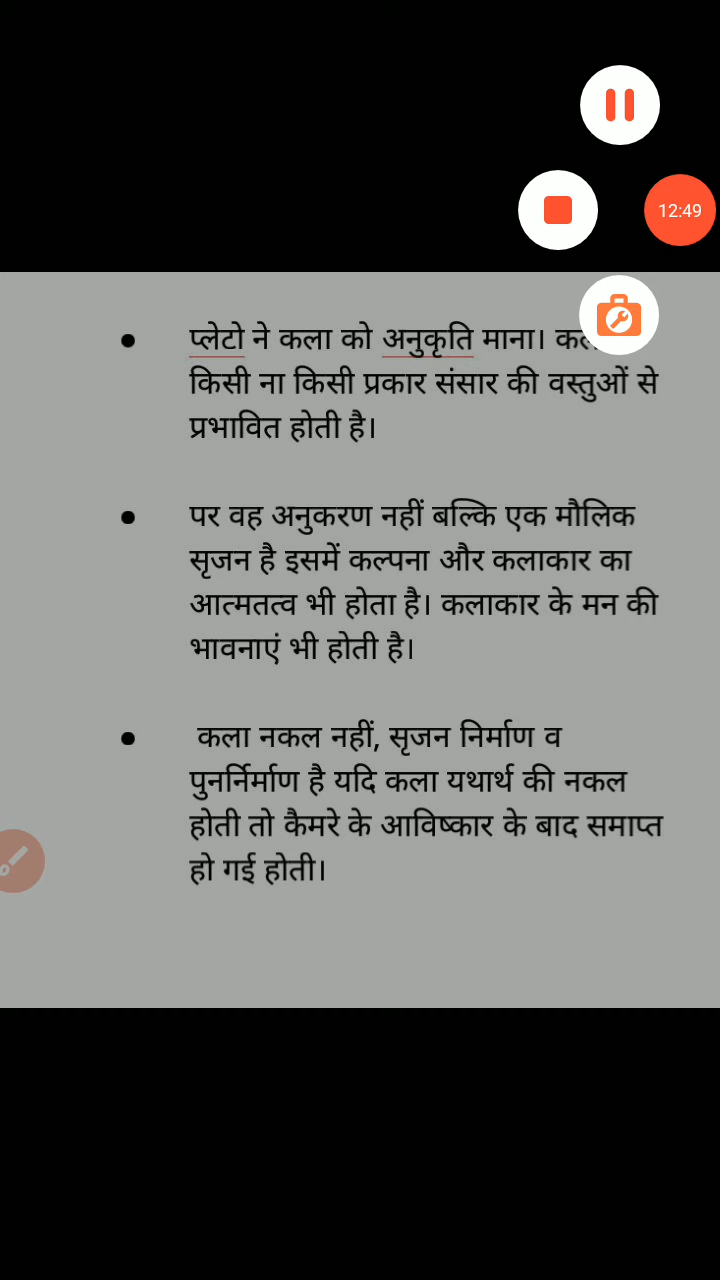 12:49
प्लेटो ने कला को अनुकृति माना।
किसी ना किसी प्रकार संसार की वस्तुओं से
प्रभावित होती है।
पर वह अनुकरण नहीं बल्कि एक मौलिक
सृजन है इसमें कल्पना और कलाकार का
आत्मतत्व भी होता है। कलाकार के मन की
भावनाएं भी होती है।
कला नकल नहीं, सृजन निर्माण व
पुनर्निर्माण है यदि कला यथार्थ की नकल
होती तो कैमरे के आविष्कार के बाद समाप्त
हो गई होती।